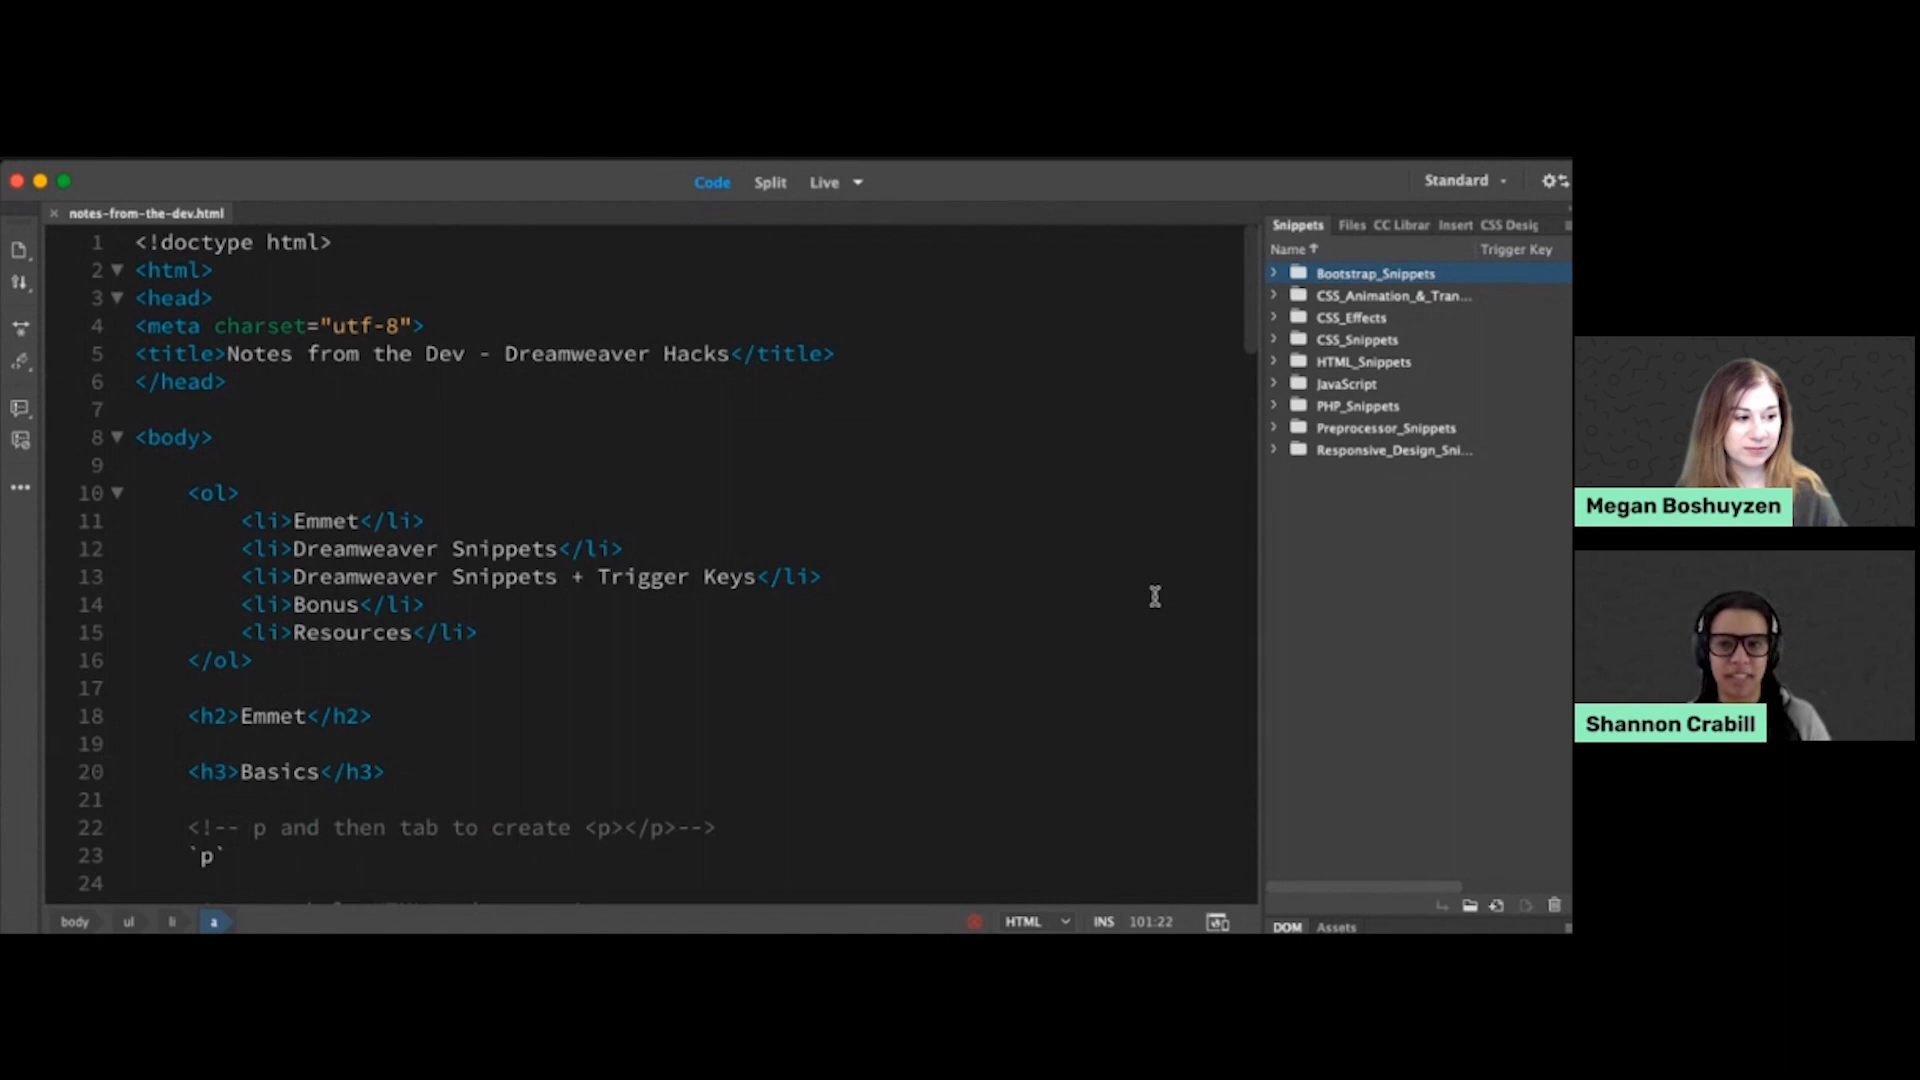 Code Split Live Standard
notes-from-the-dev.html
1 <!doctype html>
2 <html>
3 <head>
4 <meta charset="utf-8">
5 <title>Notes from the Dev - Dreamweaver Hacks</title>
6 </head>
7
8 <body>
9
10 <ol>
11 <li>Emmet</li>
12 <li>Dreamweaver Snippets</li>
13 <li>Dreamweaver Snippets + Trigger Keys</li>
14 <li>Bonus</li>
15 <li>Resources</li>
16 </ol>
17
18 <h2>Emmet</h2>
19
20 <h3>Basics</h3>
21
22 <!-- p and then tab to create <p></p>-->
23 `p`
24
body ul li a HTML INS 101:22
Snippets Files CC Librar Insert CSS Desig
Name Trigger Key
Bootstrap_Snippets
CSS_Animation_&_Tran...
CSS_Effects
CSS_Snippets
HTML_Snippets
JavaScript
PHP_Snippets
Preprocessor_Snippets
Responsive_Design_Sni...
DOM Assets
Megan Boshuyzen
Shannon Crabill